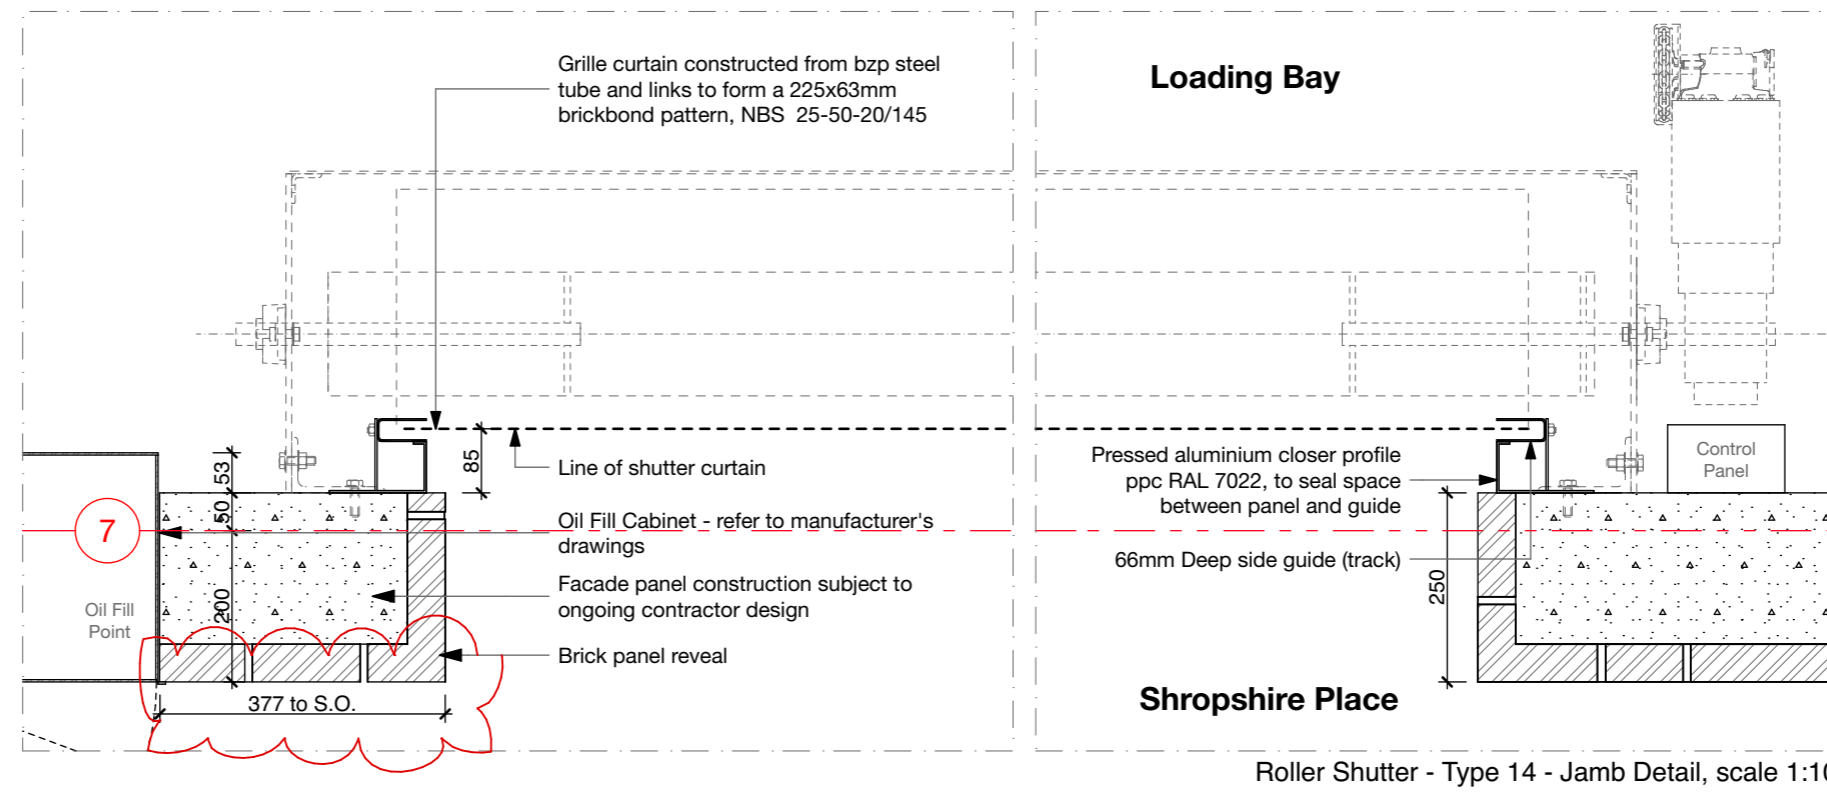 Grille curtain constructed from bzp steel
tube and links to form a 225x63mm
brickbond pattern, NBS 25-50-20/145
Loading Bay
53
50
200
85
Line of shutter curtain
Oil Fill Cabinet - refer to manufacturer's
drawings
Facade panel construction subject to
ongoing contractor design
Brick panel reveal
7
Oil Fill
Point
377 to S.O.
Pressed aluminium closer profile
ppc RAL 7022, to seal space
between panel and guide
66mm Deep side guide (track)
250
Control
Panel
Shropshire Place
Roller Shutter - Type 14 - Jamb Detail, scale 1:10